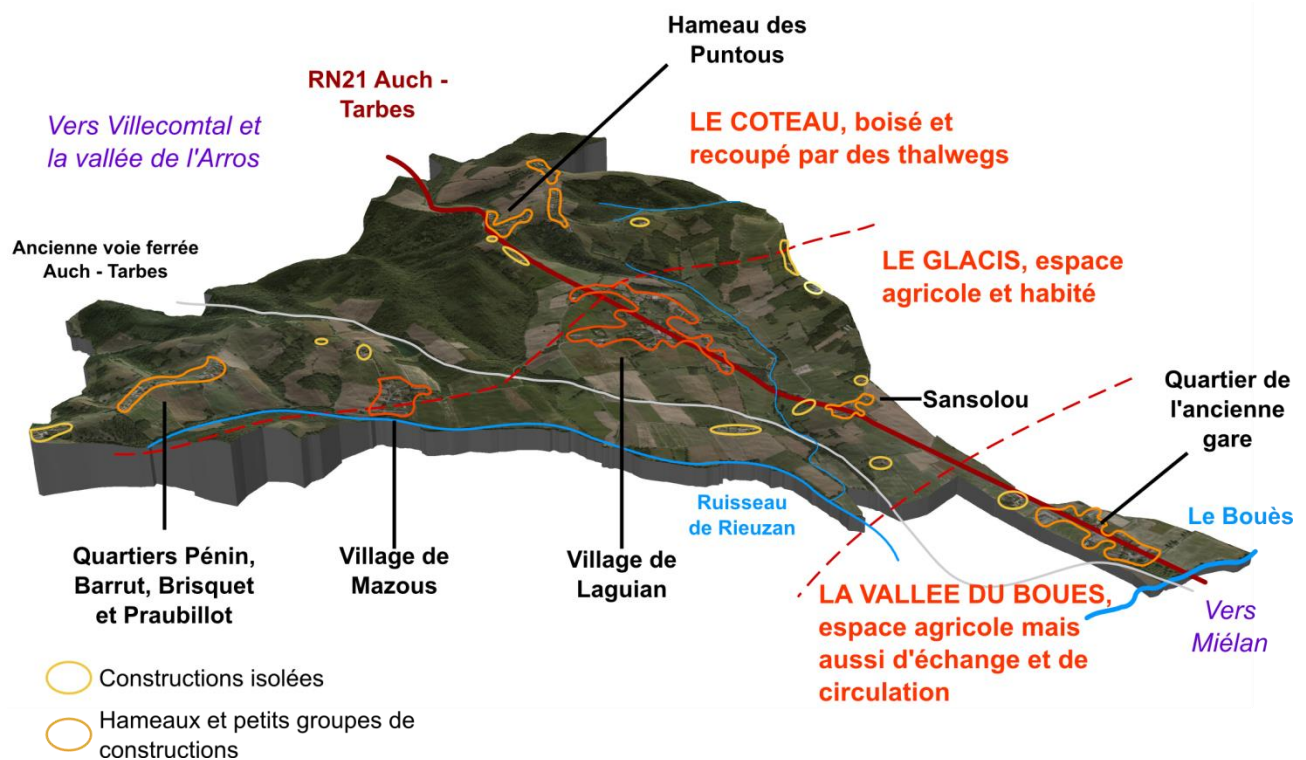 Hameau des
Puntous
RN21 Auch -
Tarbes
Vers Villecomtal et
la vallée de l'Arros
LE COTEAU, boisé et
recoupé par des thalwegs
Ancienne voie ferrée
Auch - Tarbes
LE GLACIS, espace
agricole et habité
Quartier de
l'ancienne
gare
Sansolou
Ruisseau
de Rieuzan
Le Bouès
Quartiers Pénin,
Barrut, Brisquet
et Praubillot
Village de
Mazous
Village de
Laguian
LA VALLEE DU BOUES,
espace agricole mais
aussi d'échange et de
circulation
Vers
Miélan
Constructions isolées
Hameaux et petits groupes de
constructions